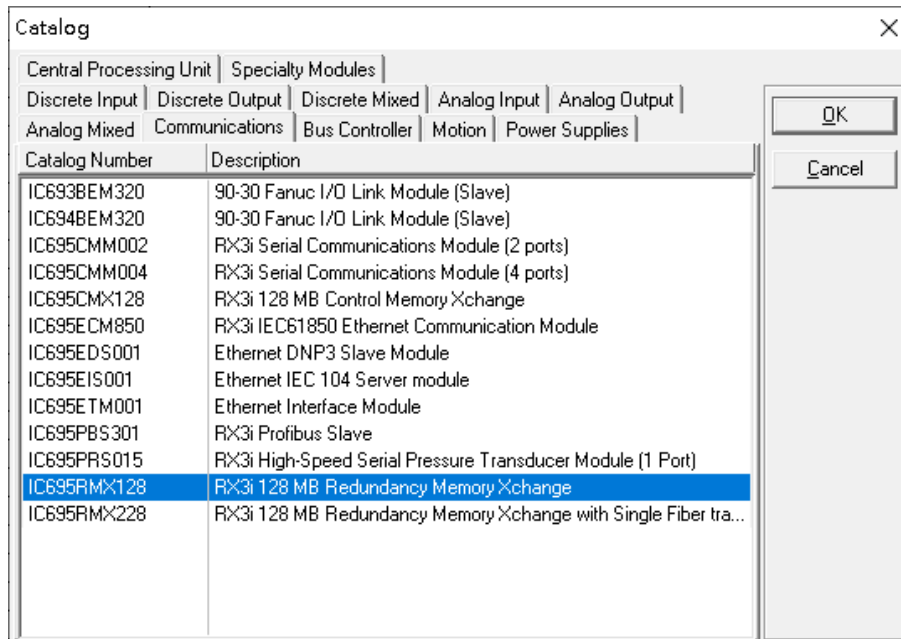 Catalog
Central Processing Unit Specialty Modules
Discrete Input Discrete Output Discrete Mixed Analog Input Analog Output
Analog Mixed Communications Bus Controller Motion Power Supplies
OK
Cancel
Catalog Number Description
IC693BEM320 90-30 Fanuc I/O Link Module (Slave)
IC694BEM320 90-30 Fanuc I/O Link Module (Slave)
IC695CMM002 RX3i Serial Communications Module (2 ports)
IC695CMM004 RX3i Serial Communications Module (4 ports)
IC695CMX128 RX3i 128 MB Control Memory Xchange
IC695ECM850 RX3i IEC61850 Ethernet Communication Module
IC695EDS001 Ethernet DNP3 Slave Module
IC695EIS001 Ethernet IEC 104 Server module
IC695ETM001 Ethernet Interface Module
IC695PBS301 RX3i Profibus Slave
IC695PRS015 RX3i High-Speed Serial Pressure Transducer Module (1 Port)
IC695RMX128 RX3i 128 MB Redundancy Memory Xchange
IC695RMX228 RX3i 128 MB Redundancy Memory Xchange with Single Fiber tra...